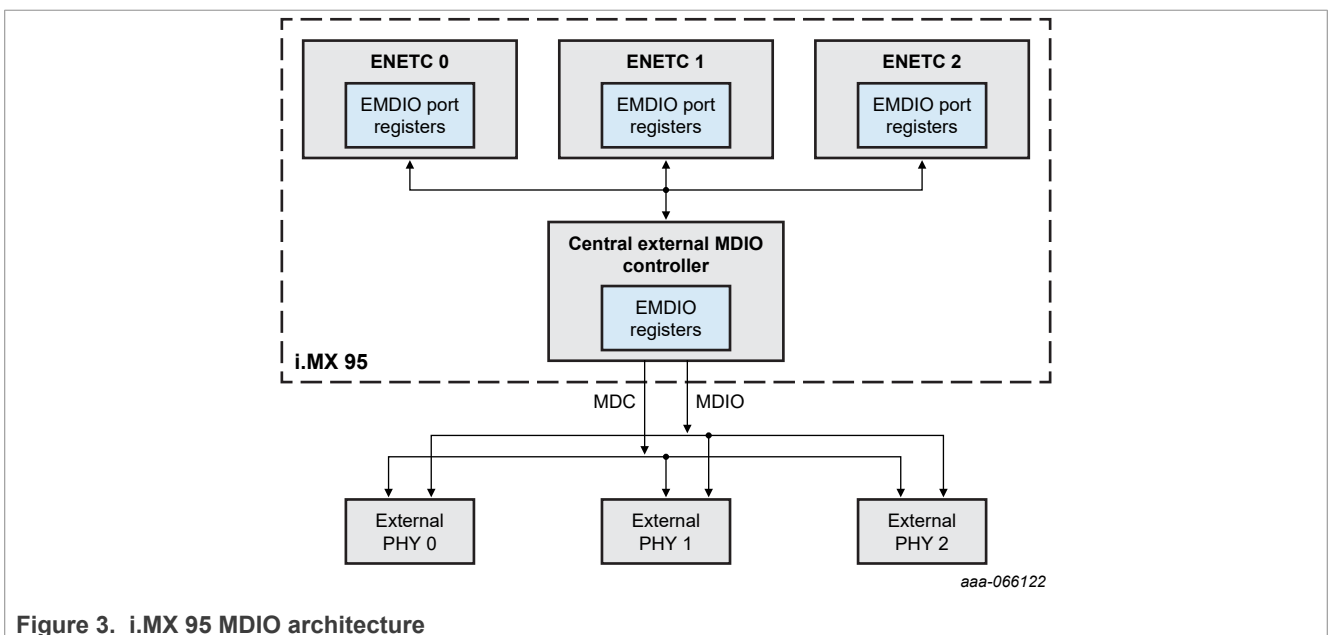 ENETC 0
EMDIO port
registers
ENETC 1
EMDIO port
registers
ENETC 2
EMDIO port
registers
Central external MDIO
controller
EMDIO
registers
i.MX 95
MDC
MDIO
External
PHY 0
External
PHY 1
External
PHY 2
aaa-066122
Figure 3. i.MX 95 MDIO architecture